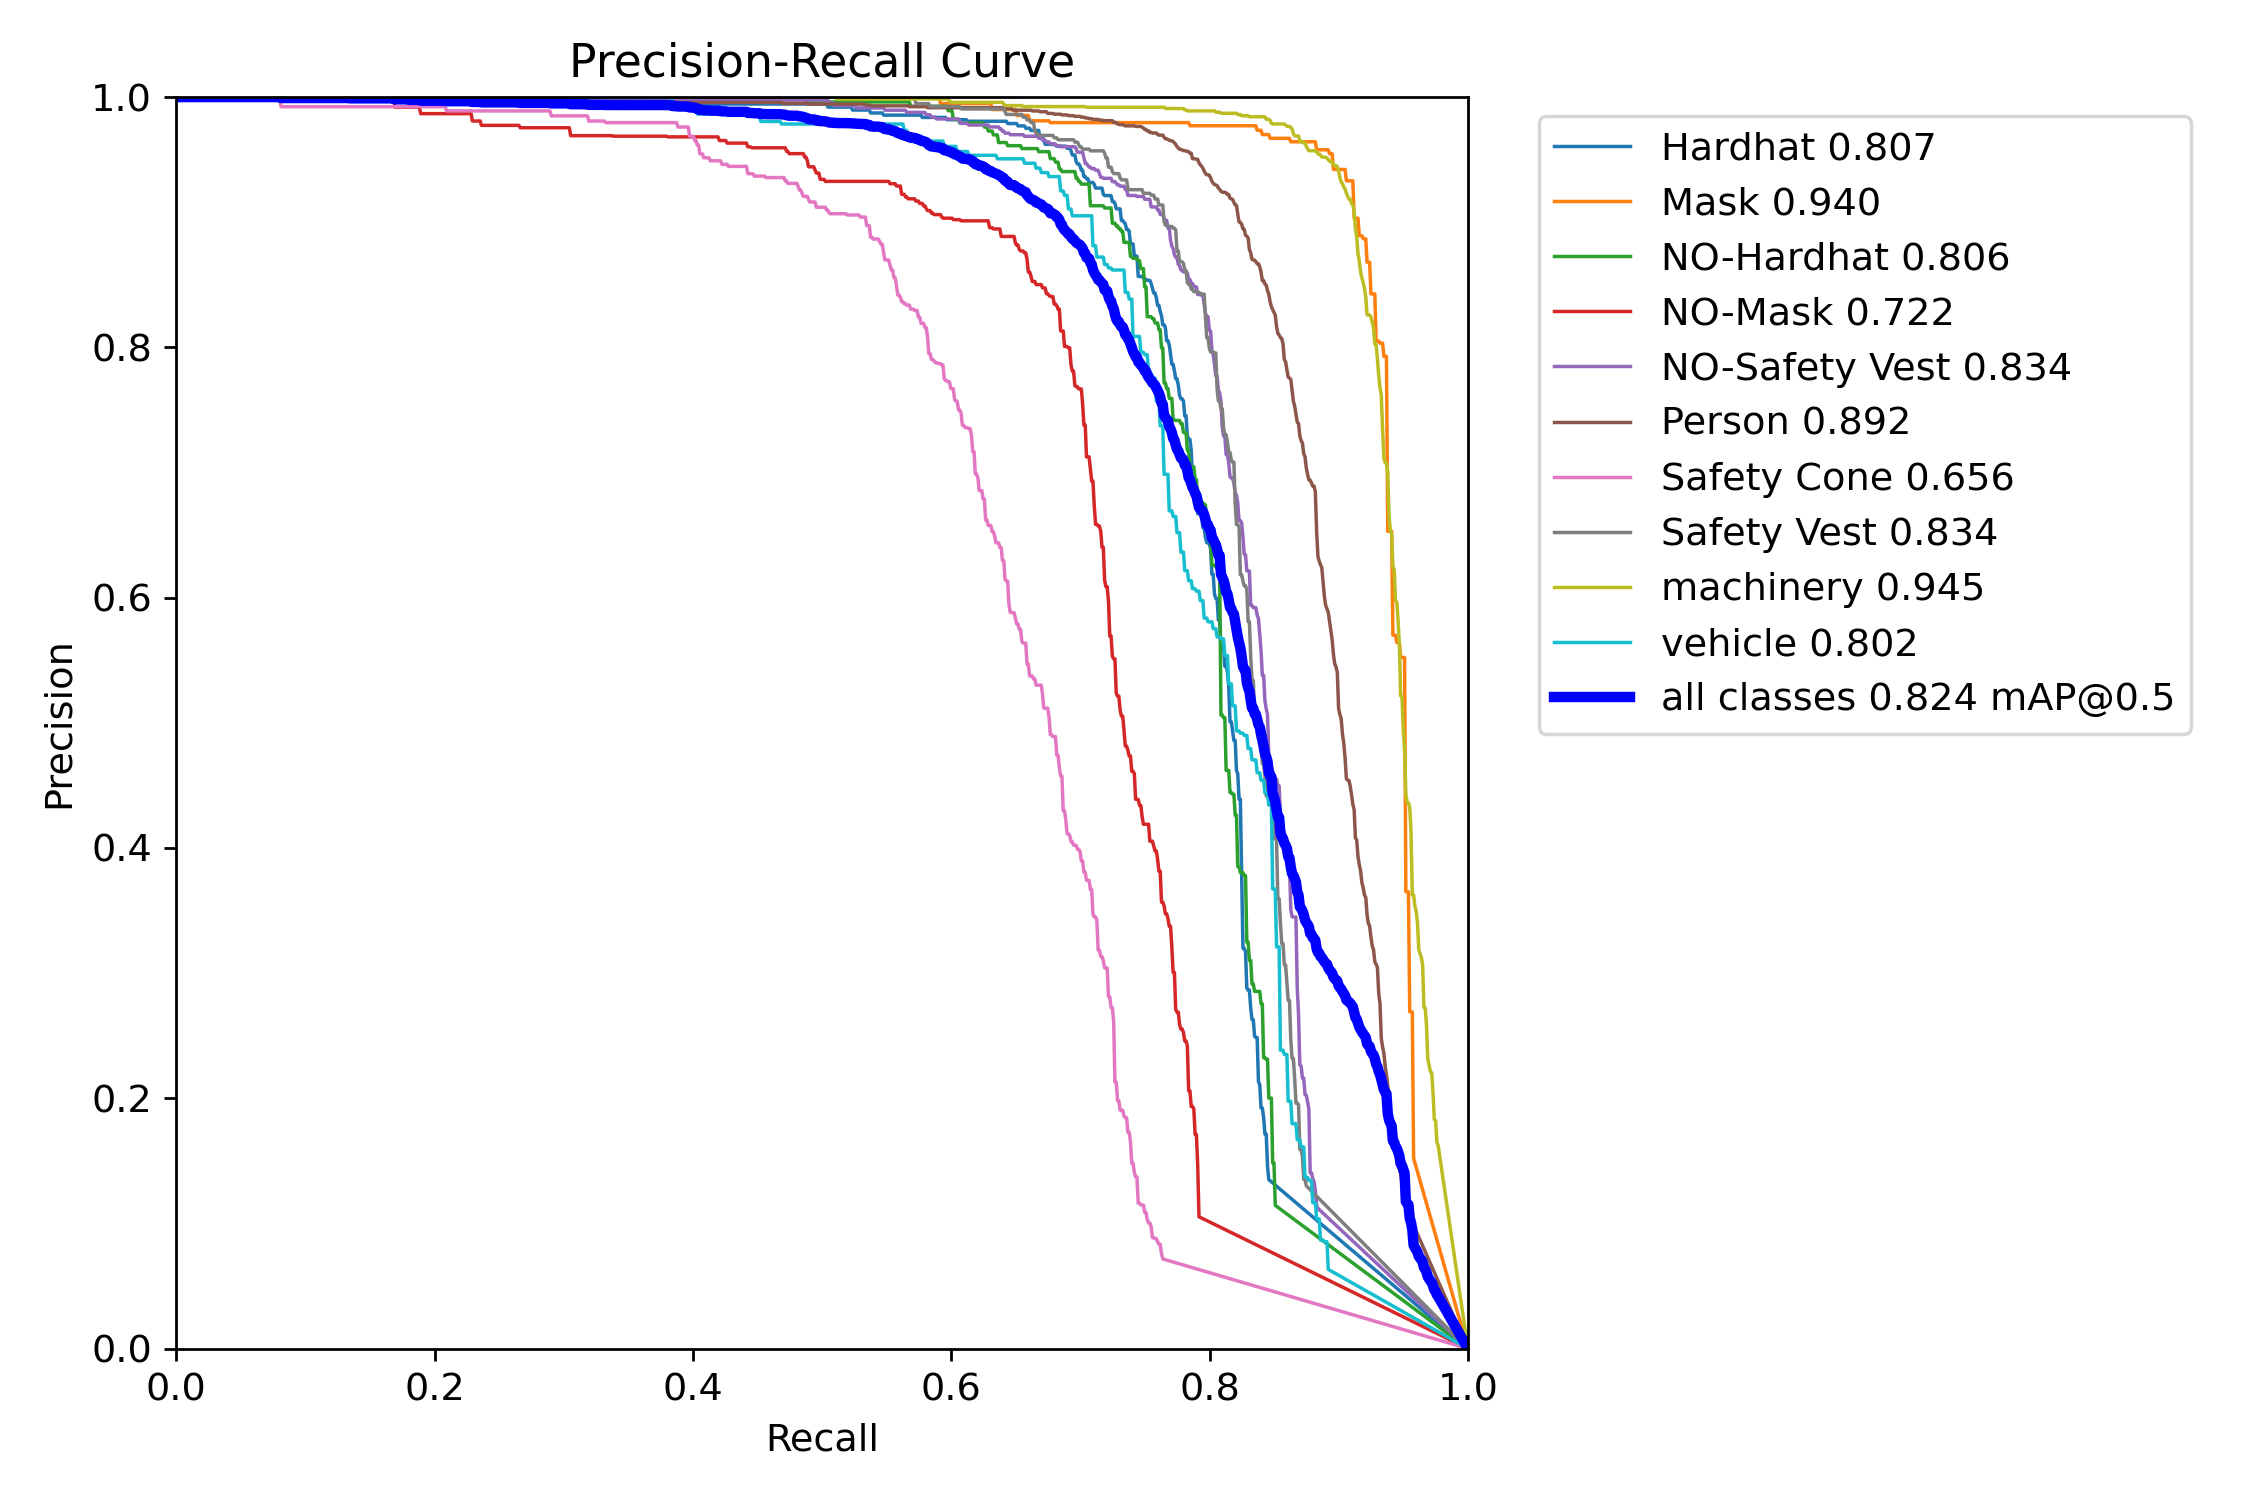 Precision-Recall Curve
1.0
0.8
0.6
0.4
0.2
0.0
Precision
0.0 0.2 0.4 0.6 0.8 1.0
Recall
Hardhat 0.807
Mask 0.940
NO-Hardhat 0.806
NO-Mask 0.722
NO-Safety Vest 0.834
Person 0.892
Safety Cone 0.656
Safety Vest 0.834
machinery 0.945
vehicle 0.802
all classes 0.824 mAP@0.5